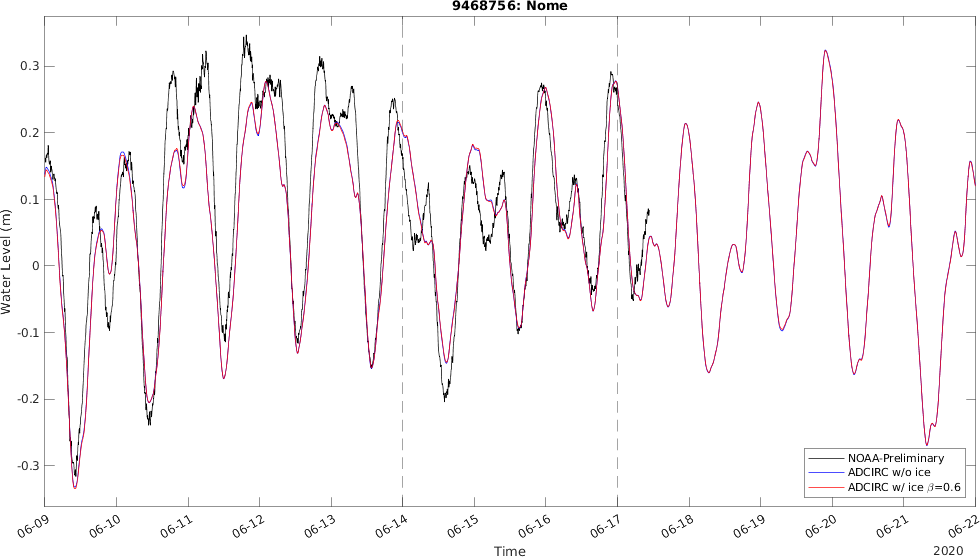 9468756: Nome
Water Level (m)
0.3
0.2
0.1
0
-0.1
-0.2
-0.3
NOAA-Preliminary
ADCIRC w/o ice
ADCIRC w/ ice β=0.6
06-09 06-10 06-11 06-12 06-13 06-14 06-15 06-16 06-17 06-18 06-19 06-20 06-21 06-22
Time
2020